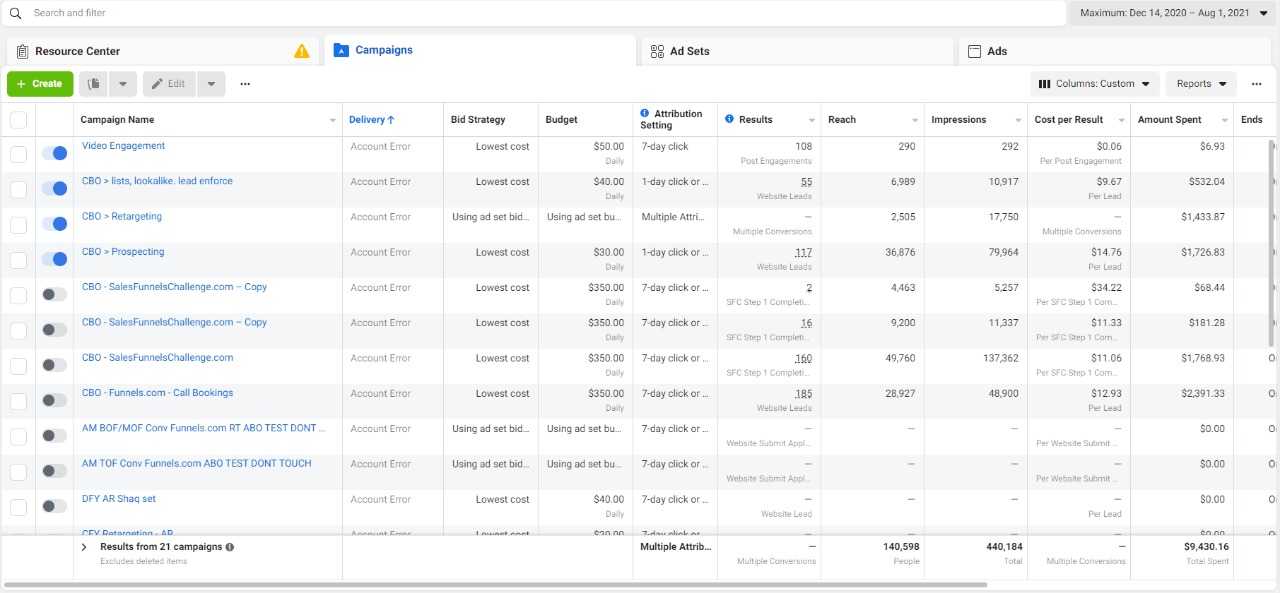 Search and filter
Maximum: Dec 14, 2020 – Aug 1, 2021
Resource Center
Campaigns
Ad Sets
Ads
+ Create
Edit
...
Columns: Custom
Reports
...
Campaign Name Delivery ↑ Bid Strategy Budget Attribution Setting Results Reach Impressions Cost per Result Amount Spent Ends
Video Engagement Account Error Lowest cost $50.00 7-day click 108 290 292 $0.06 $6.93
Daily Post Engagements Per Post Engagement
CBO > lists, lookalike. lead enforce Account Error Lowest cost $40.00 1-day click or ... 55 6,989 10,917 $9.67 $532.04
Daily Website Leads Per Lead
CBO > Retargeting Account Error Using ad set bid... Using ad set bu... Multiple Attri... — 2,505 17,750 — $1,433.87
Multiple Conversions Multiple Conversions
CBO > Prospecting Account Error Lowest cost $30.00 1-day click or ... 117 36,876 79,964 $14.76 $1,726.83
Daily Website Leads Per Lead
CBO - SalesFunnelsChallenge.com – Copy Account Error Lowest cost $350.00 7-day click or ... 2 4,463 5,257 $34.22 $68.44
Daily SFC Step 1 Completi... Per SFC Step 1 Com...
CBO - SalesFunnelsChallenge.com – Copy Account Error Lowest cost $350.00 7-day click or ... 16 9,200 11,337 $11.33 $181.28
Daily SFC Step 1 Completi... Per SFC Step 1 Com...
CBO - SalesFunnelsChallenge.com Account Error Lowest cost $350.00 7-day click or ... 160 49,760 137,362 $11.06 $1,768.93
Daily SFC Step 1 Completi... Per SFC Step 1 Com...
CBO - Funnels.com - Call Bookings Account Error Lowest cost $350.00 7-day click or ... 185 28,927 48,900 $12.93 $2,391.33
Daily Website Leads Per Lead
AM BOF/MOF Conv Funnels.com RT ABO TEST DONT ... Account Error Using ad set bid... Using ad set bu... 7-day click or ... — — — — $0.00
Website Submit Appl... Per Website Submit ...
AM TOF Conv Funnels.com ABO TEST DONT TOUCH Account Error Using ad set bid... Using ad set bu... 7-day click or ... — — — — $0.00
Website Submit Appl... Per Website Submit ...
DFY AR Shaq set Account Error Lowest cost $40.00 7-day click or ... — — — — $0.00
Daily Website Lead Per Lead
CFY Retargeting - AR Account Error Lowest cost $20.00 7-day click or ... $0.00
Results from 21 campaigns Multiple Attrib... — 140,598 440,184 — $9,430.16
Excludes deleted items Multiple Conversions People Total Multiple Conversions Total Spent